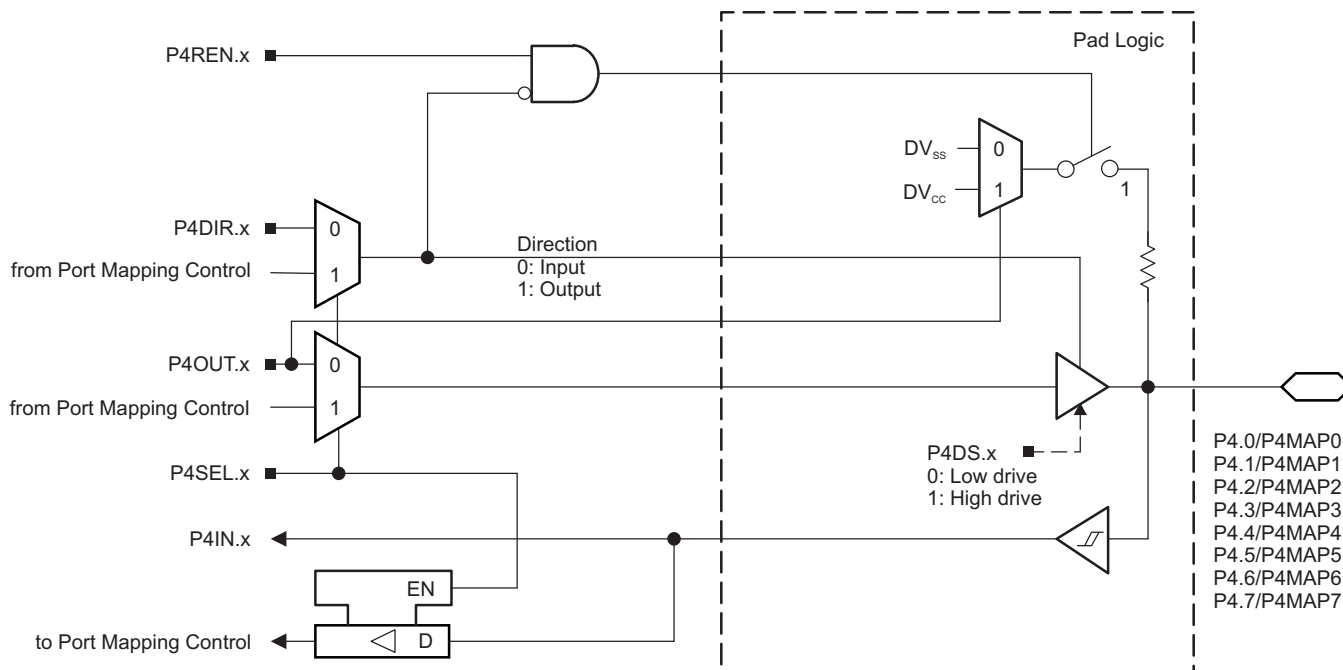 Pad Logic
P4REN.x
DVSS
0
DVCC
1
1
P4DIR.x
0
from Port Mapping Control
1
Direction
0: Input
1: Output
P4OUT.x
0
from Port Mapping Control
1
P4DS.x
0: Low drive
1: High drive
P4SEL.x
P4IN.x
EN
to Port Mapping Control
D
P4.0/P4MAP0
P4.1/P4MAP1
P4.2/P4MAP2
P4.3/P4MAP3
P4.4/P4MAP4
P4.5/P4MAP5
P4.6/P4MAP6
P4.7/P4MAP7